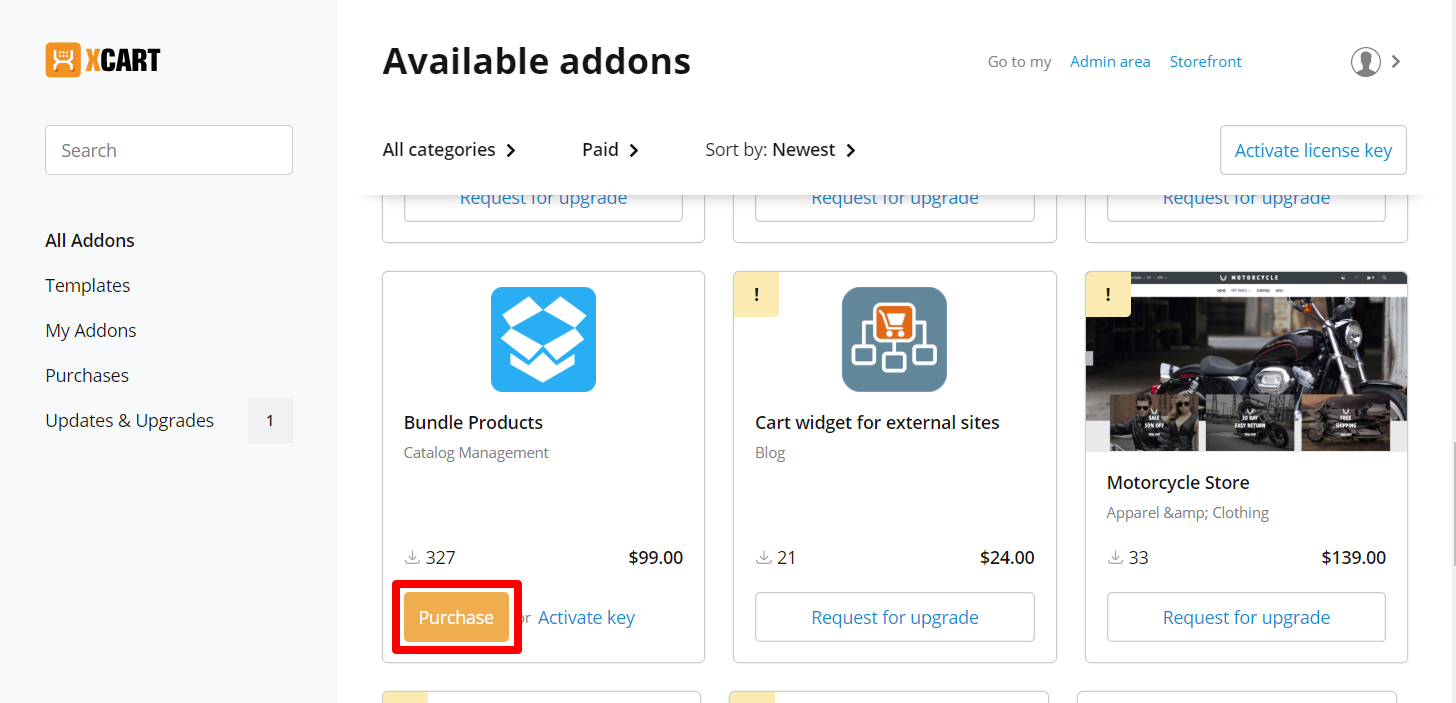 XCART
Available addons
Go to my Admin area Storefront
Search
All categories
Paid
Sort by: Newest
Activate license key
Request for upgrade
Request for upgrade
Request for upgrade
All Addons
Templates
My Addons
Purchases
Updates & Upgrades 1
!
!
MOTORCYCLE
SALE
50% OFF
30 DAY
EASY RETURN
FREE
SHIPPING
Bundle Products
Catalog Management
327 $99.00
Purchase or Activate key
Cart widget for external sites
Blog
21 $24.00
Request for upgrade
Motorcycle Store
Apparel &amp; Clothing
33 $139.00
Request for upgrade